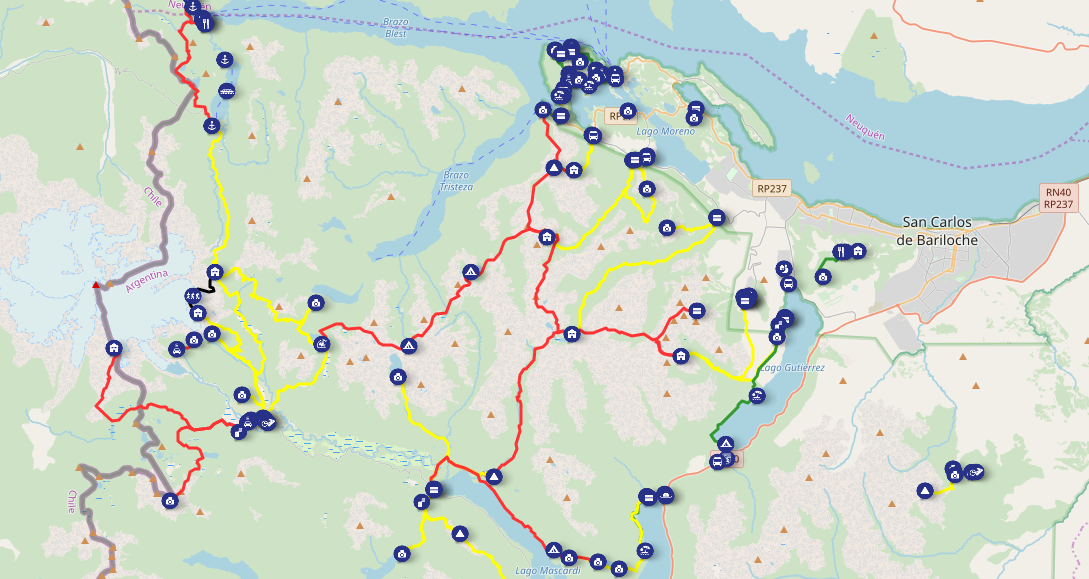 Neuquén
Brazo
Blest
Lago Moreno
Neuquén
Brazo
Tristeza
RP237
RN40
RP237
Chile
San Carlos
de Bariloche
Argentina
Lago Gutiérrez
Chile
Lago Mascardi